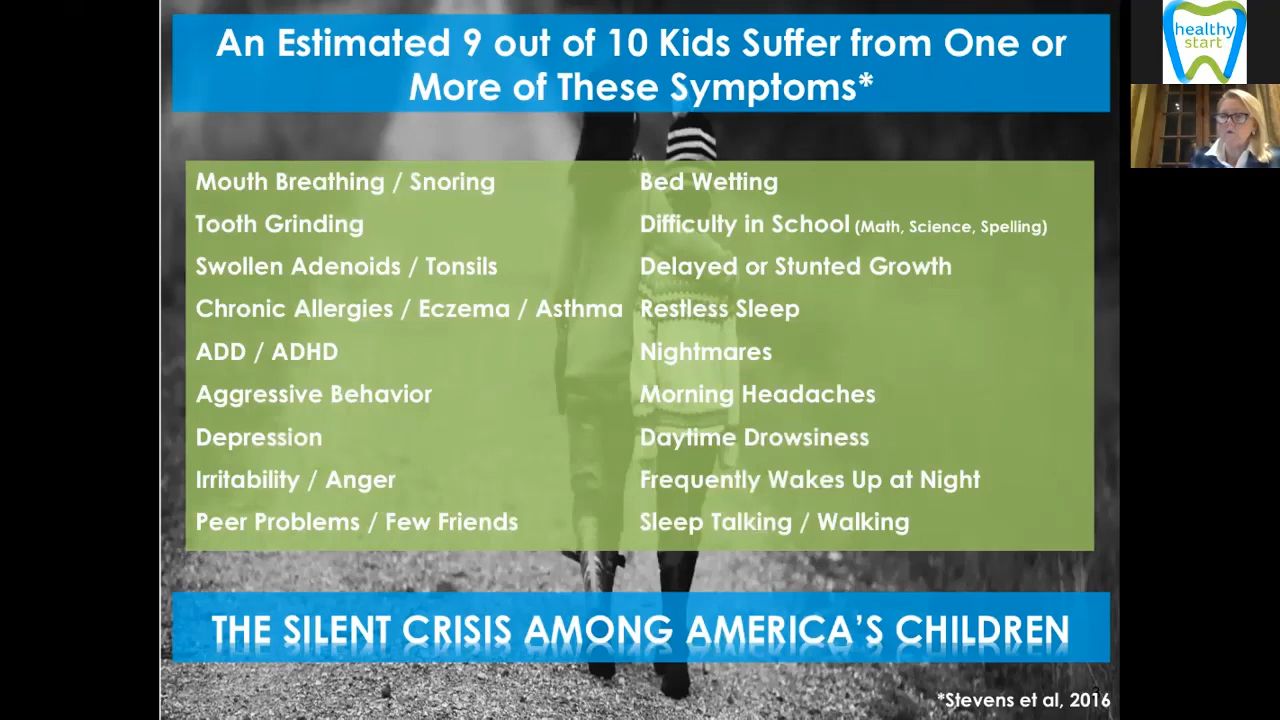 An Estimated 9 out of 10 Kids Suffer from One or
More of These Symptoms*
Mouth Breathing / Snoring
Tooth Grinding
Swollen Adenoids / Tonsils
Chronic Allergies / Eczema / Asthma
ADD / ADHD
Aggressive Behavior
Depression
Irritability / Anger
Peer Problems / Few Friends
Bed Wetting
Difficulty in School (Math, Science, Spelling)
Delayed or Stunted Growth
Restless Sleep
Nightmares
Morning Headaches
Daytime Drowsiness
Frequently Wakes Up at Night
Sleep Talking / Walking
THE SILENT CRISIS AMONG AMERICA'S CHILDREN
*Stevens et al, 2016
healthy
start